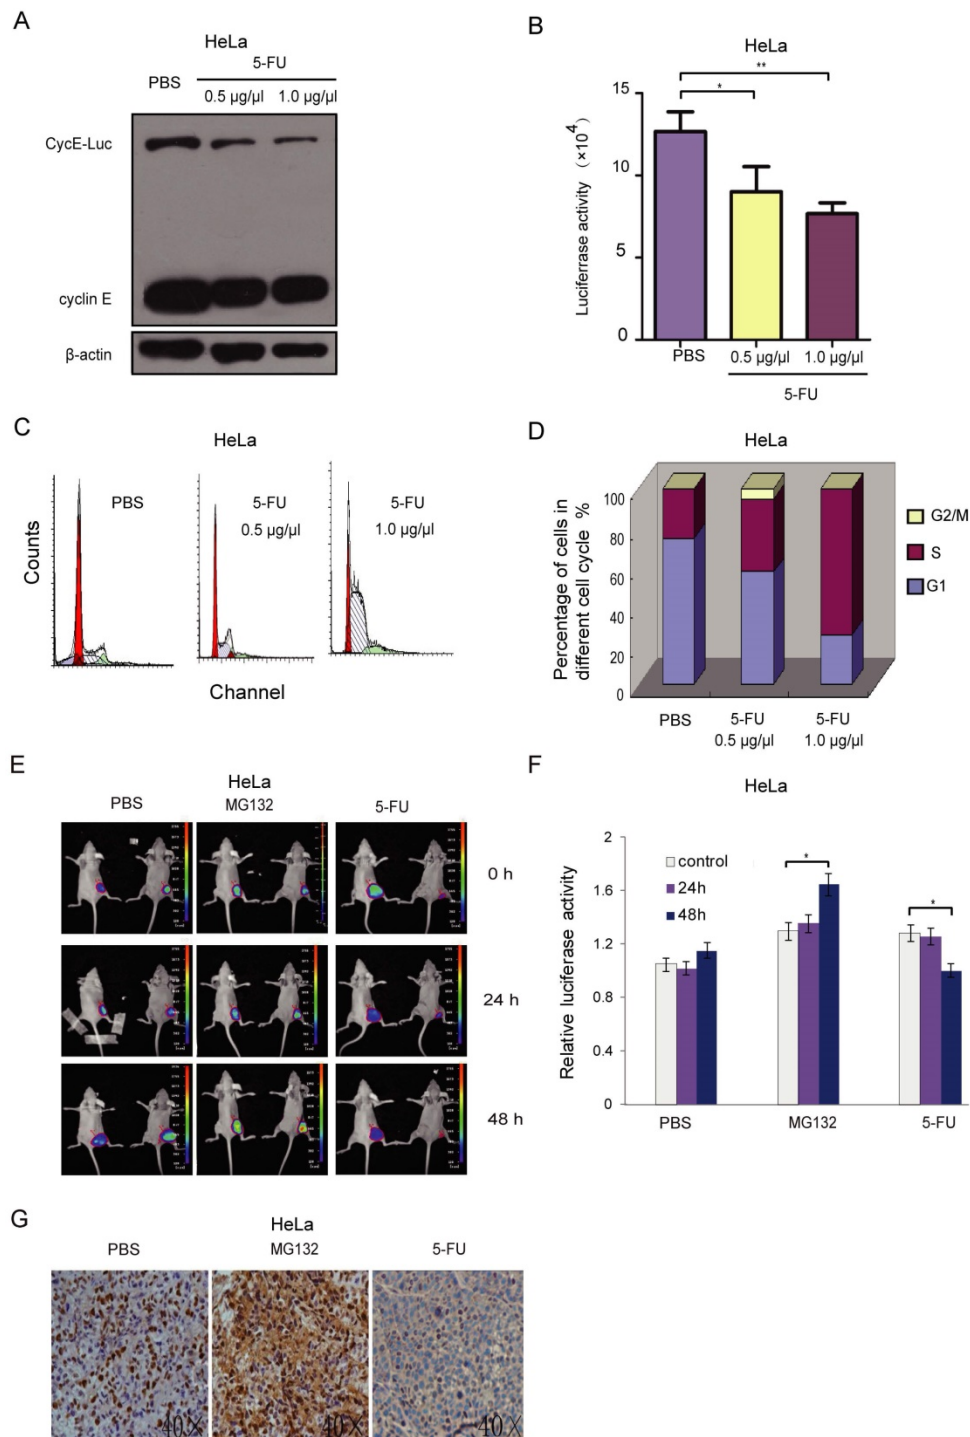 A
HeLa
5-FU
PBS
0.5 µg/µl 1.0 µg/µl
CycE-Luc
cyclin E
β-actin
B
HeLa
**
*
Luciferrase activity (×10⁴)
15
10
5
0
PBS 0.5 µg/µl 1.0 µg/µl
5-FU
C
HeLa
PBS
5-FU
0.5 µg/µl
5-FU
1.0 µg/µl
Counts
Channel
D
HeLa
Percentage of cells in
different cell cycle %
100
80
60
40
20
0
G2/M
S
G1
PBS
5-FU
0.5 µg/µl
5-FU
1.0 µg/µl
E
HeLa
PBS MG132 5-FU
0 h
24 h
48 h
F
HeLa
Relative luciferase activity
2
1.6
1.2
0.8
0.4
0
control
24h
48h
*
*
PBS MG132 5-FU
G
HeLa
PBS MG132 5-FU
40X 40X 40X